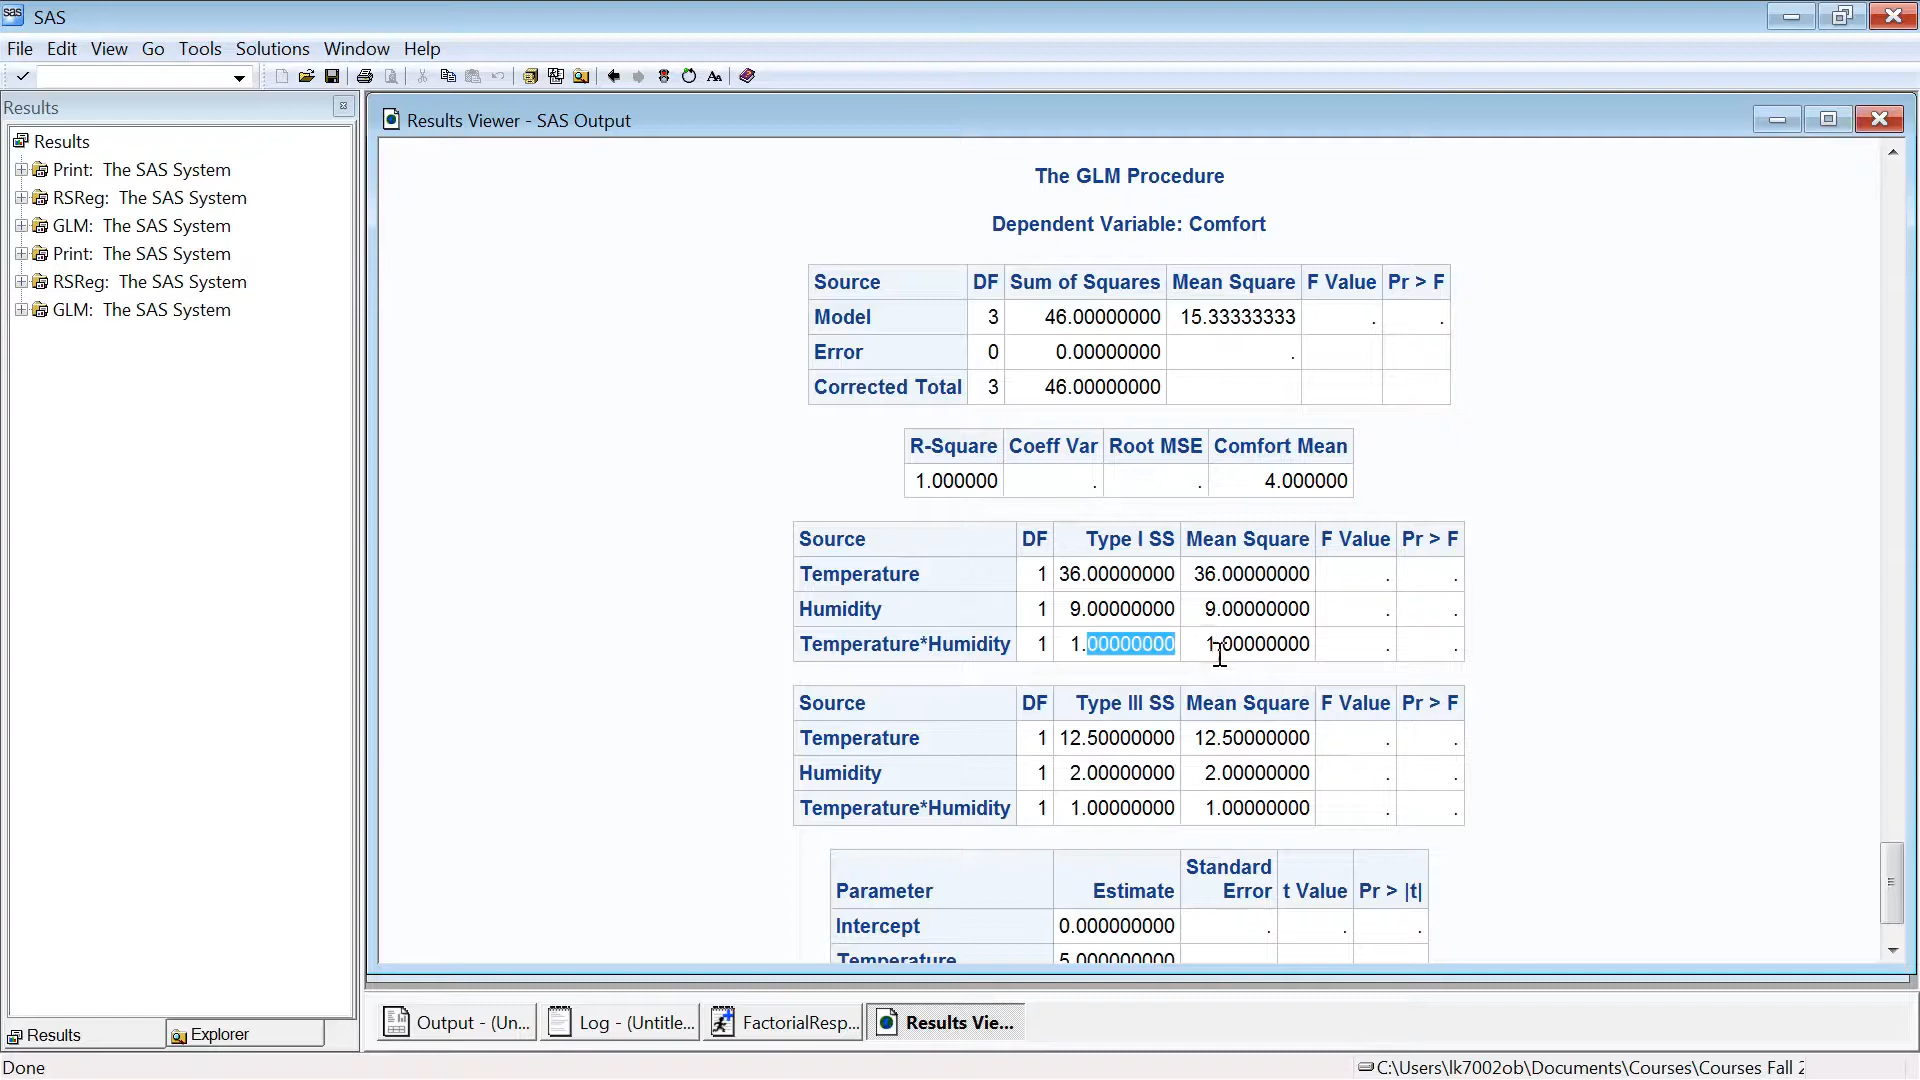 sas SAS
File Edit View Go Tools Solutions Window Help
Results
Results Viewer - SAS Output
Results
Print: The SAS System
RSReg: The SAS System
GLM: The SAS System
Print: The SAS System
RSReg: The SAS System
GLM: The SAS System
The GLM Procedure
Dependent Variable: Comfort
Source DF Sum of Squares Mean Square F Value Pr > F
Model 3 46.00000000 15.33333333 . .
Error 0 0.00000000 .
Corrected Total 3 46.00000000
R-Square Coeff Var Root MSE Comfort Mean
1.000000 . . 4.000000
Source DF Type I SS Mean Square F Value Pr > F
Temperature 1 36.00000000 36.00000000 . .
Humidity 1 9.00000000 9.00000000 . .
Temperature*Humidity 1 1.00000000 1.00000000 . .
Source DF Type III SS Mean Square F Value Pr > F
Temperature 1 12.50000000 12.50000000 . .
Humidity 1 2.00000000 2.00000000 . .
Temperature*Humidity 1 1.00000000 1.00000000 . .
Parameter Estimate Standard Error t Value Pr > |t|
Intercept 0.000000000 . . .
Temperature 5.000000000
Results Explorer
Output - (Un... Log - (Untitle... FactorialResp... Results Vie...
Done C:\Users\lk7002ob\Documents\Courses\Courses Fall 2